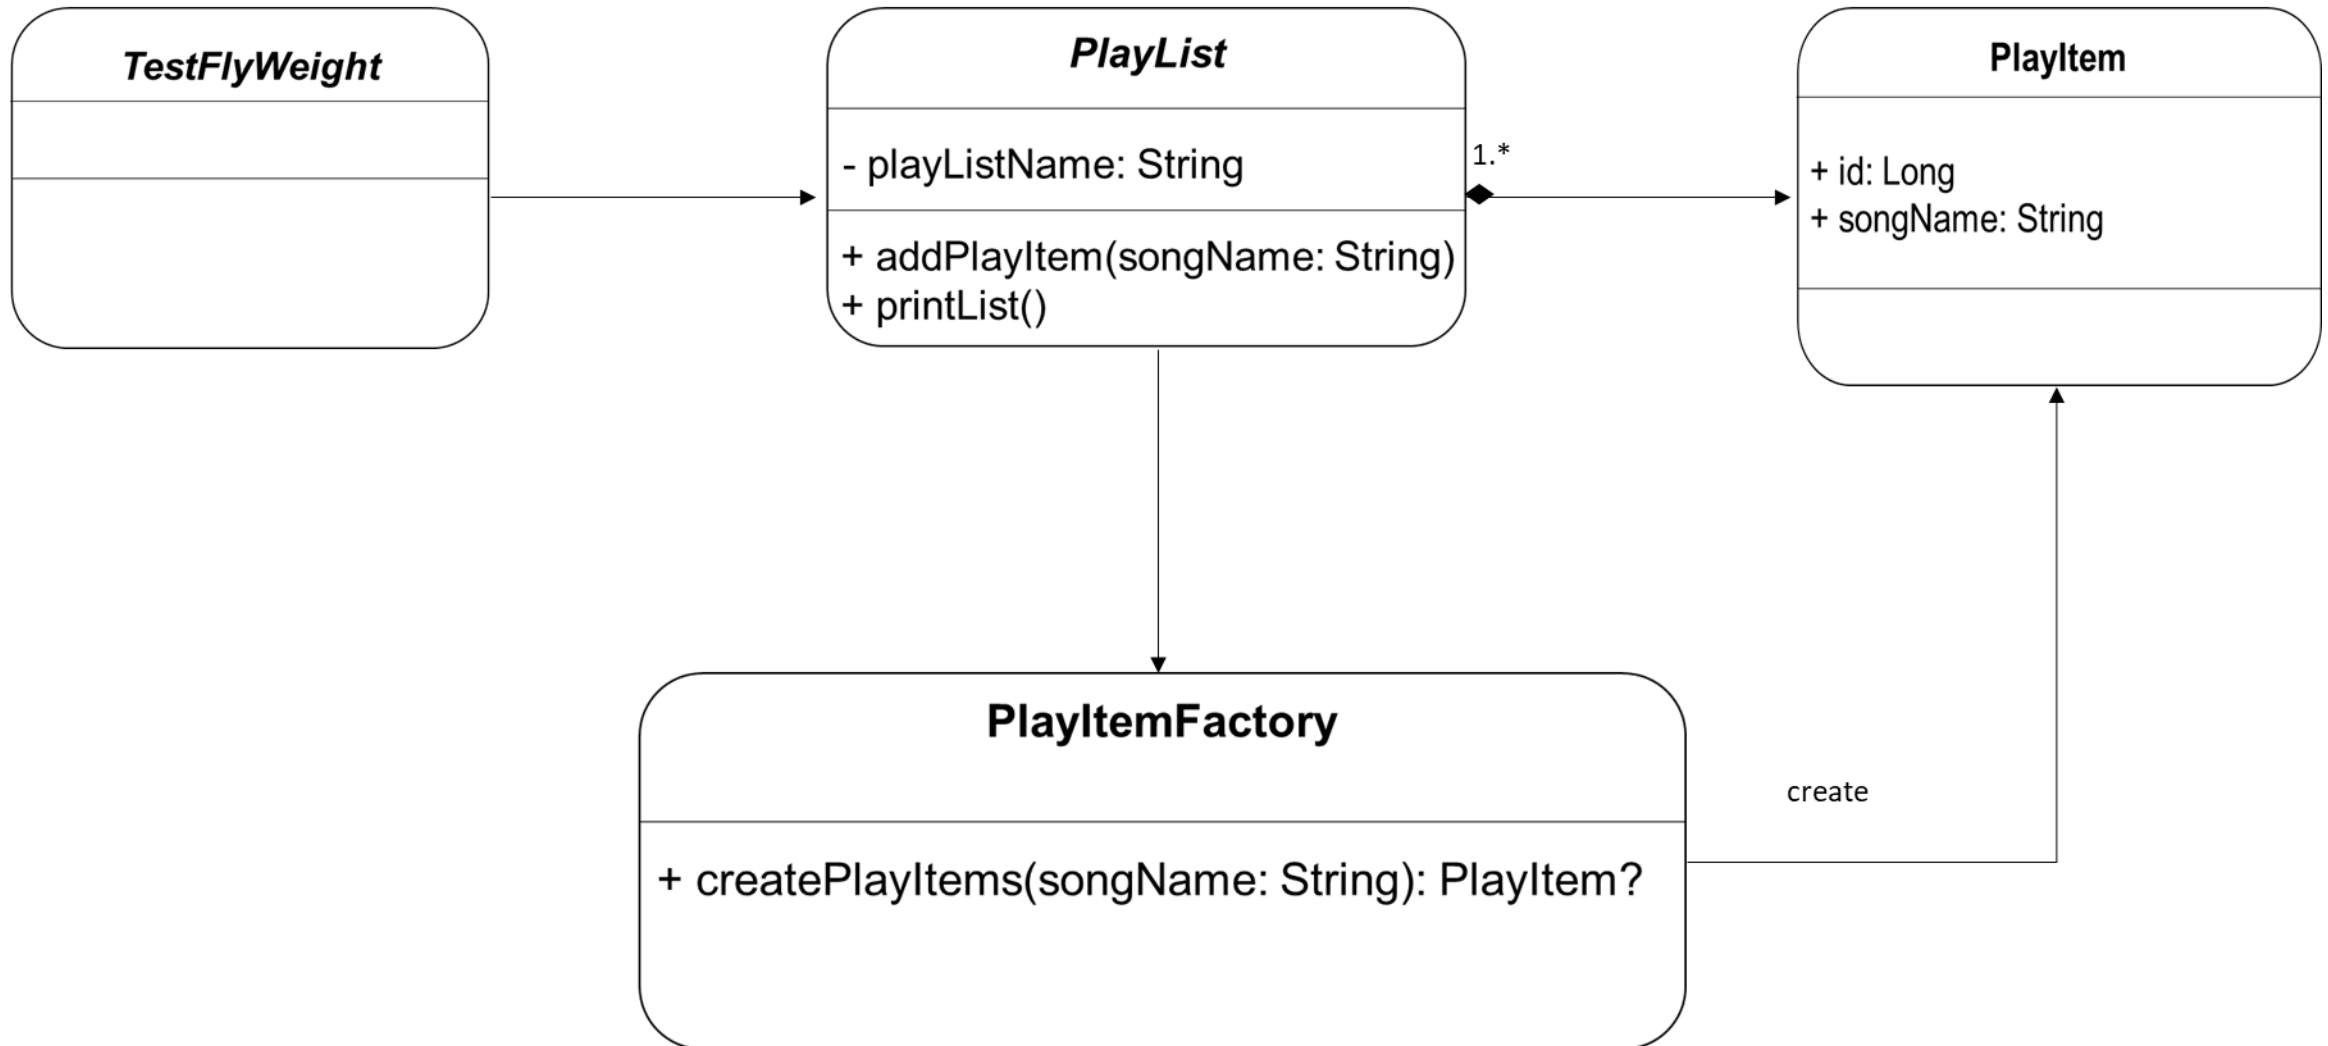 TestFlyWeight
PlayList
- playListName: String
+ addPlayItem(songName: String)
+ printList()
1.*
PlayItem
+ id: Long
+ songName: String
PlayItemFactory
+ createPlayItems(songName: String): PlayItem?
create